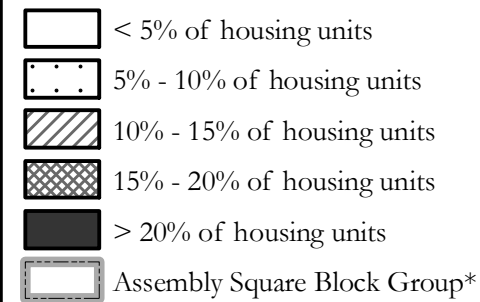 < 5% of housing units
5% - 10% of housing units
10% - 15% of housing units
15% - 20% of housing units
> 20% of housing units
Assembly Square Block Group*